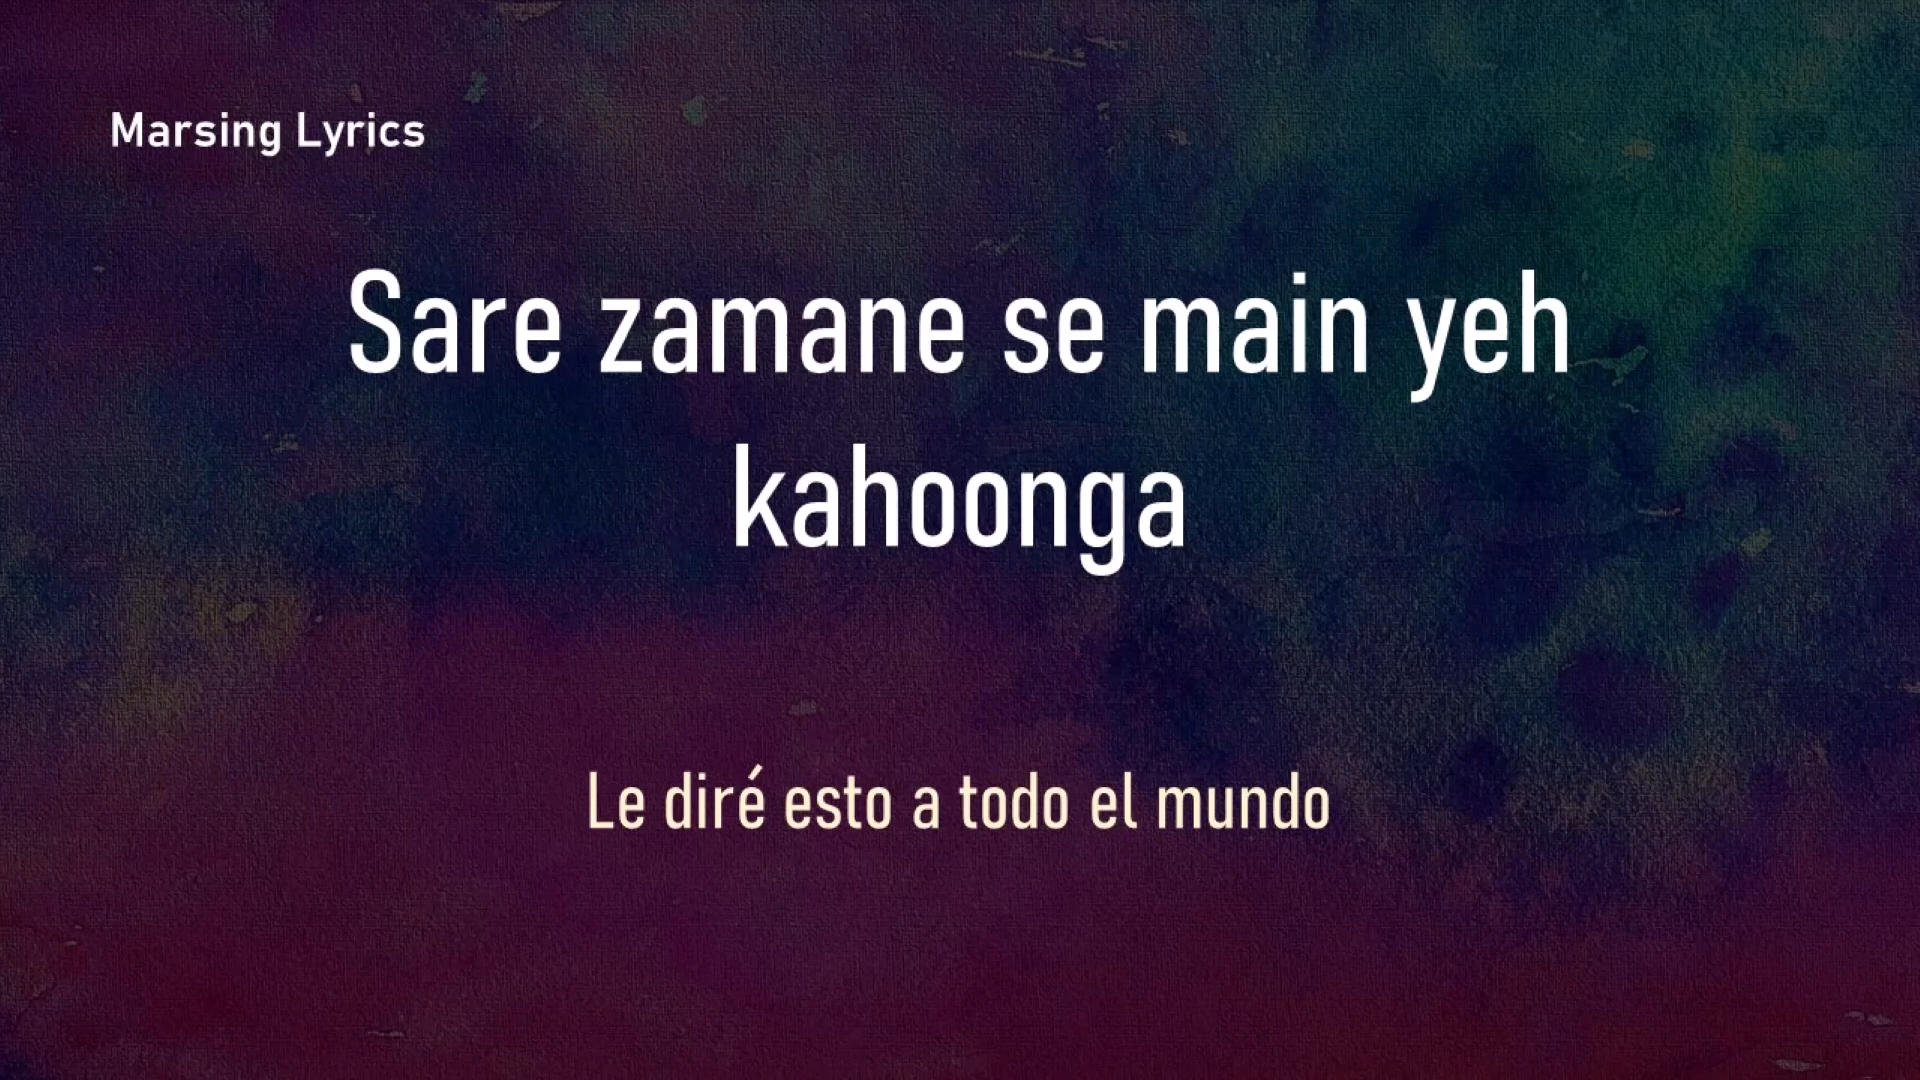 Marsing Lyrics
Sare zamane se main yeh
kahoonga
Le diré esto a todo el mundo